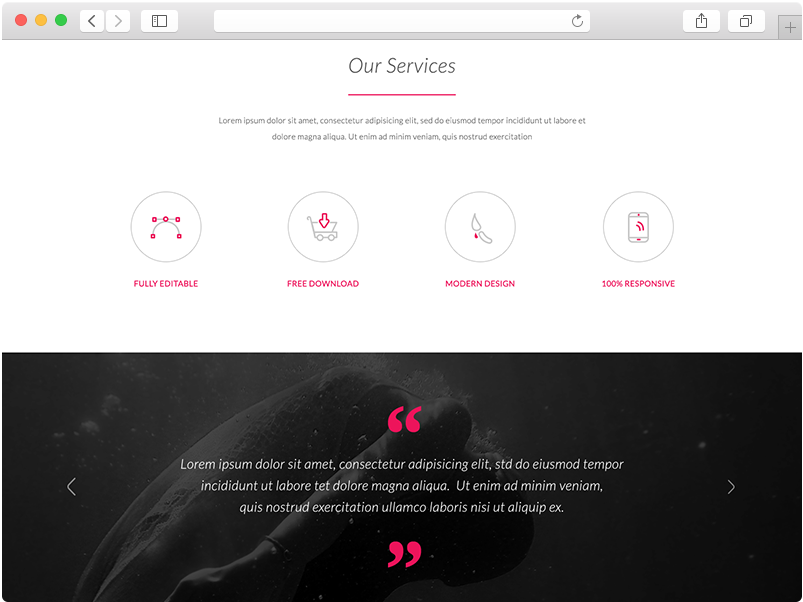 Our Services
Lorem ipsum dolor sit amet, consectetur adipisicing elit, sed do eiusmod tempor incididunt ut labore et
dolore magna aliqua. Ut enim ad minim veniam, quis nostrud exercitation
FULLY EDITABLE
FREE DOWNLOAD
MODERN DESIGN
100% RESPONSIVE
“
Lorem ipsum dolor sit amet, consectetur adipisicing elit, std do eiusmod tempor
incididunt ut labore tet dolore magna aliqua. Ut enim ad minim veniam,
quis nostrud exercitation ullamco laboris nisi ut aliquip ex.
”